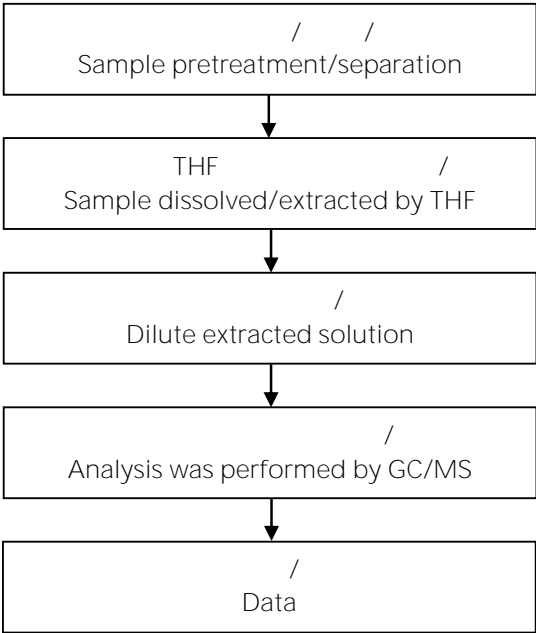 / /
Sample pretreatment/separation
THF /
Sample dissolved/extracted by THF
/
Dilute extracted solution
/
Analysis was performed by GC/MS
/
Data